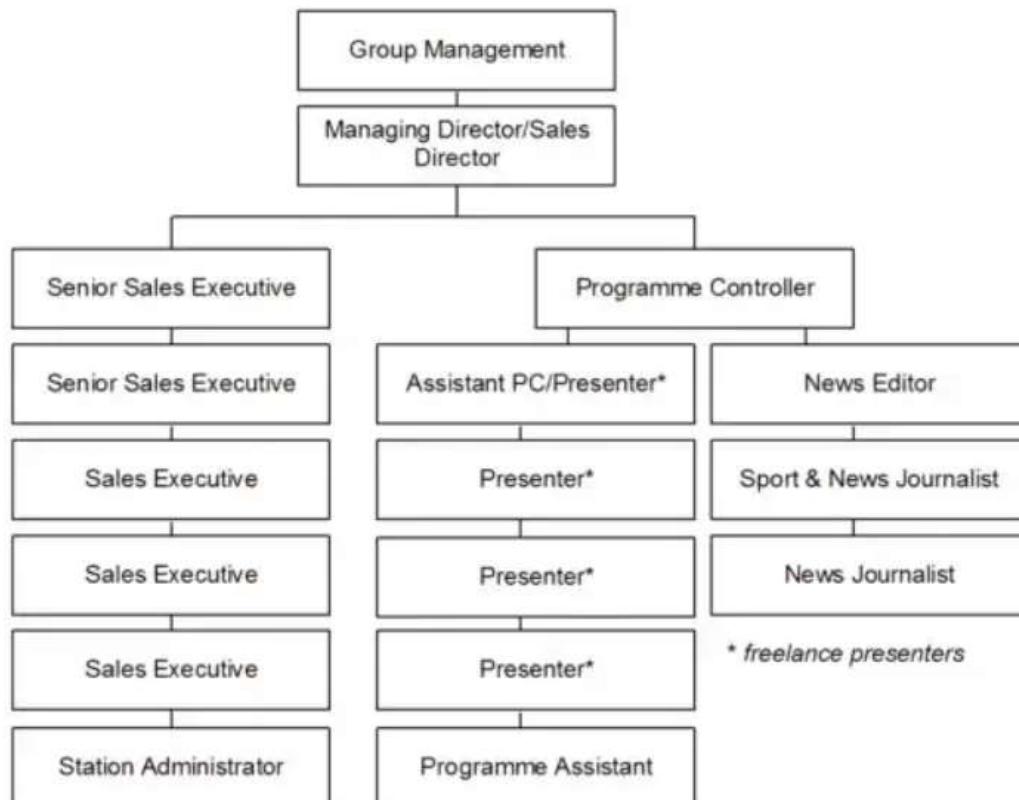 Group Management
Managing Director/Sales
Director
Senior Sales Executive
Programme Controller
Senior Sales Executive
Assistant PC/Presenter*
News Editor
Sales Executive
Presenter*
Sport & News Journalist
Sales Executive
Presenter*
News Journalist
Sales Executive
Presenter*
* freelance presenters
Station Administrator
Programme Assistant